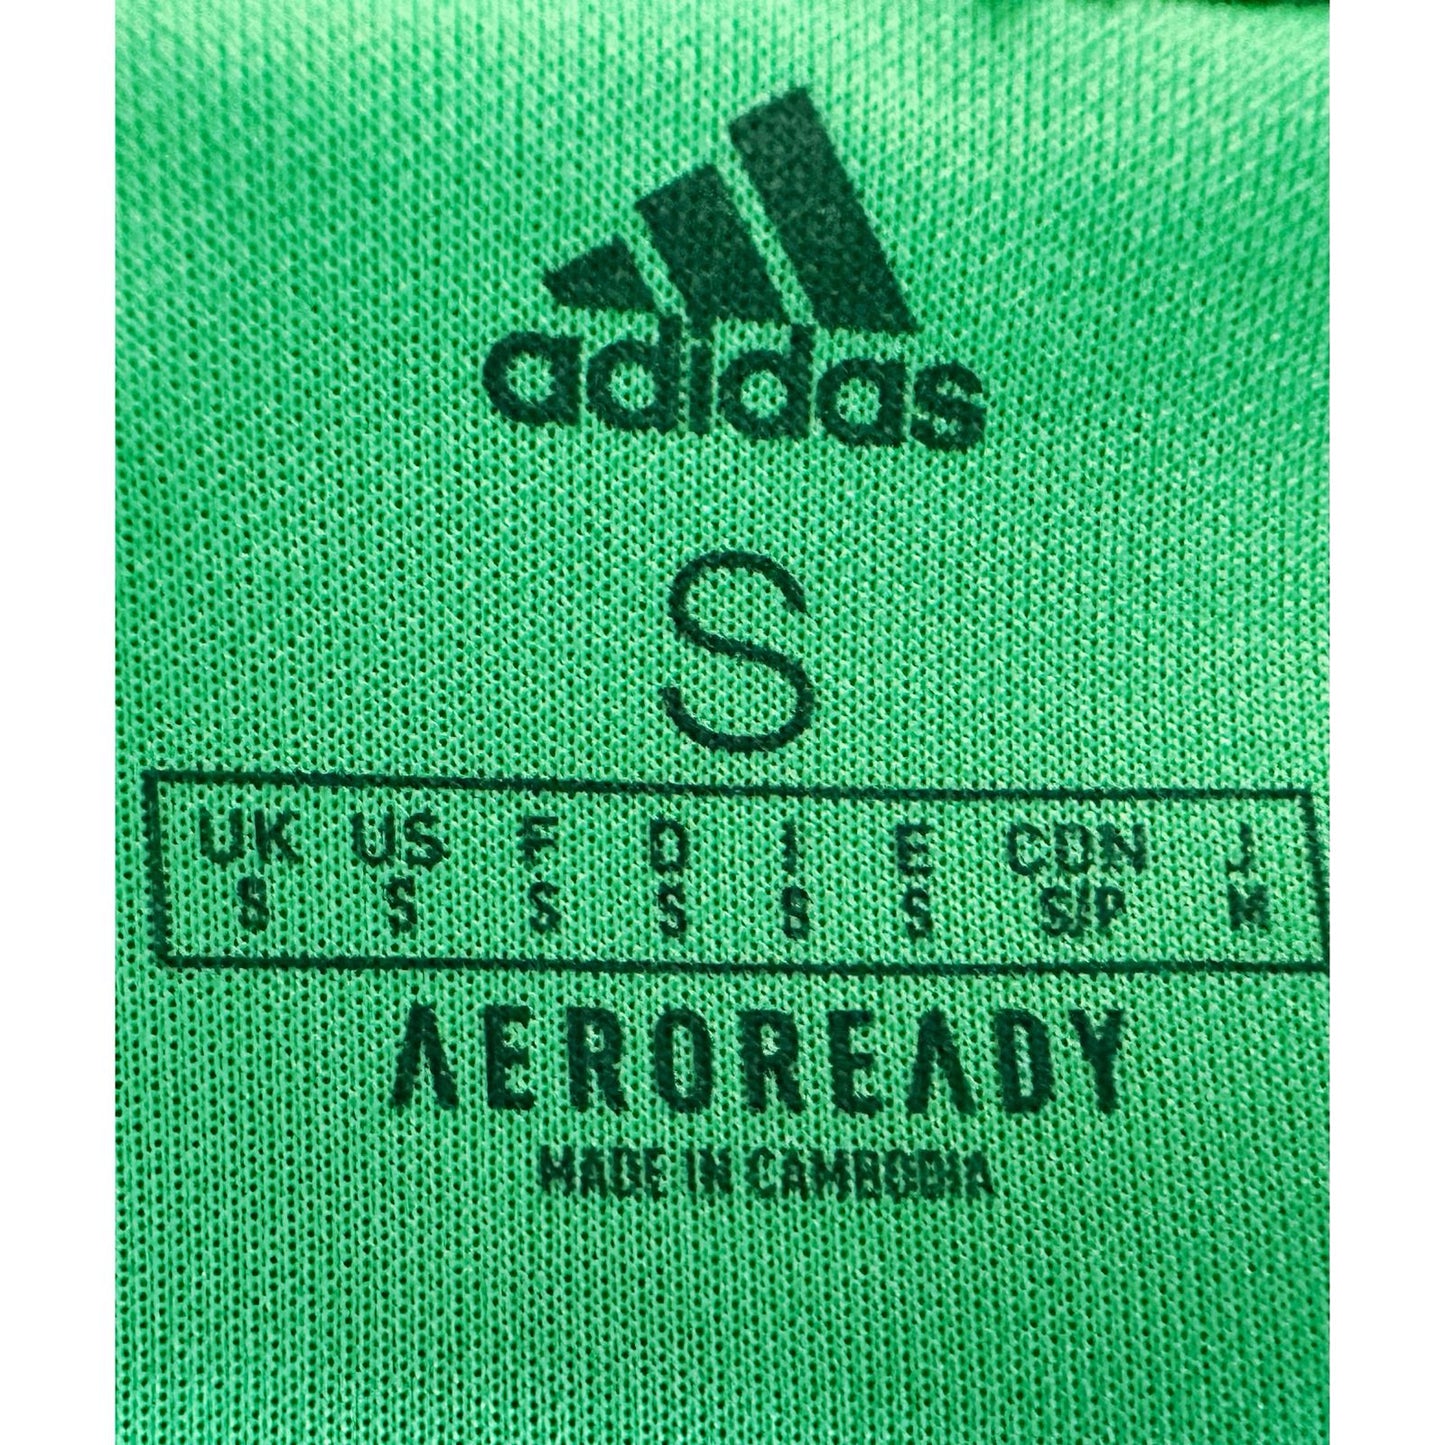 adidas
S
UK US F D I E CDN J
S S S S S S S/P M
AEROREADY
MADE IN CAMBODIA